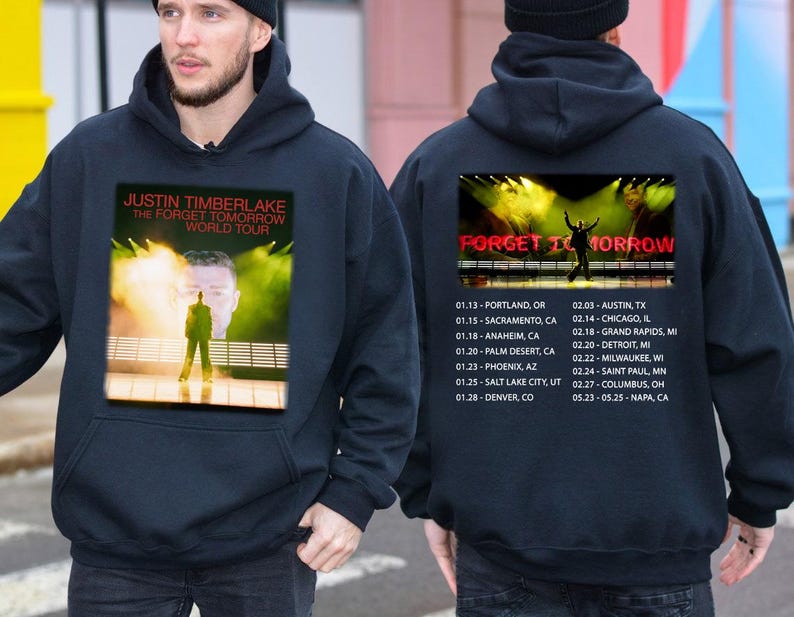 JUSTIN TIMBERLAKE
THE FORGET TOMORROW
WORLD TOUR
FORGET TOMORROW
01.13 - PORTLAND, OR
01.15 - SACRAMENTO, CA
01.18 - ANAHEIM, CA
01.20 - PALM DESERT, CA
01.23 - PHOENIX, AZ
01.25 - SALT LAKE CITY, UT
01.28 - DENVER, CO
02.03 - AUSTIN, TX
02.14 - CHICAGO, IL
02.18 - GRAND RAPIDS, MI
02.20 - DETROIT, MI
02.22 - MILWAUKEE, WI
02.24 - SAINT PAUL, MN
02.27 - COLUMBUS, OH
05.23 - 05.25 - NAPA, CA